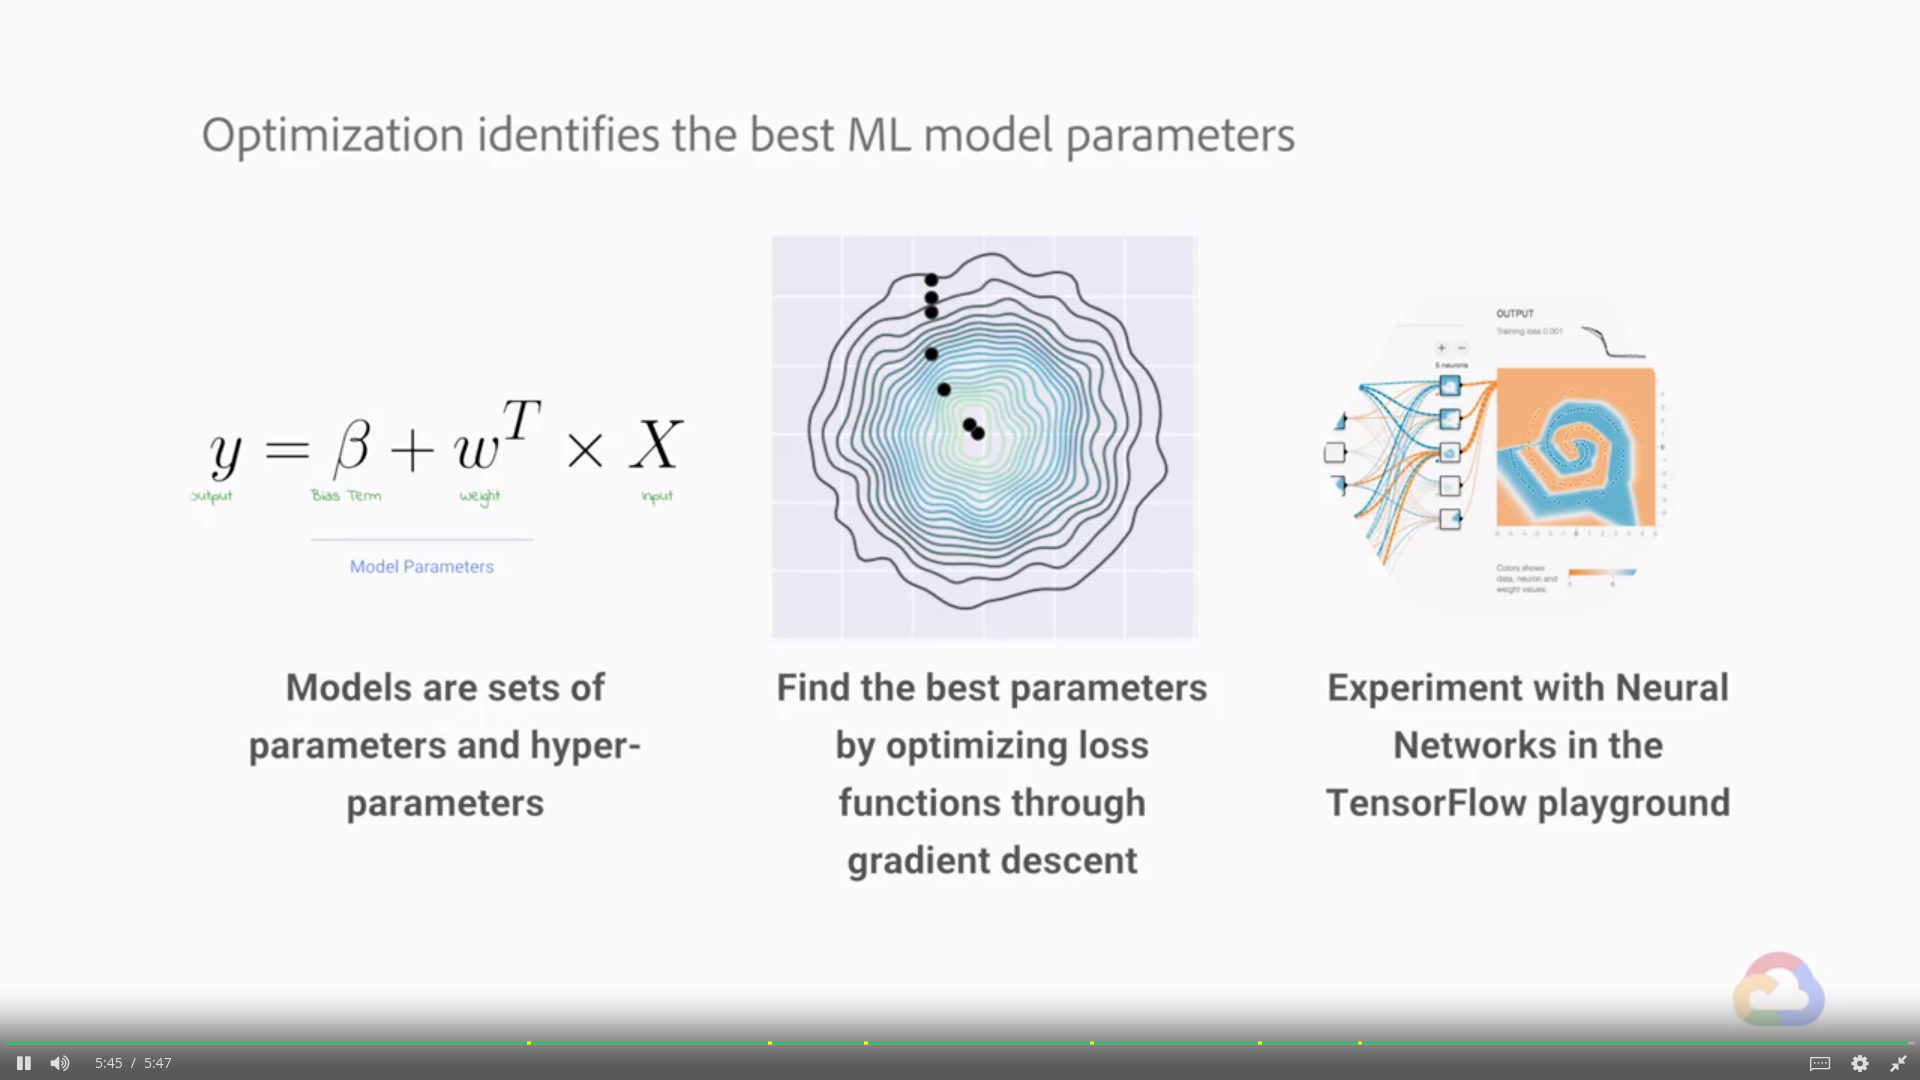 Optimization identifies the best ML model parameters
y = β + w^T × X
output Bias Term weight input
Model Parameters
OUTPUT
Training loss 0.001
+ −
5 neurons
Colors shows
data, neuron and
weight values.
Models are sets of
parameters and hyper-
parameters
Find the best parameters
by optimizing loss
functions through
gradient descent
Experiment with Neural
Networks in the
TensorFlow playground
5:45 / 5:47